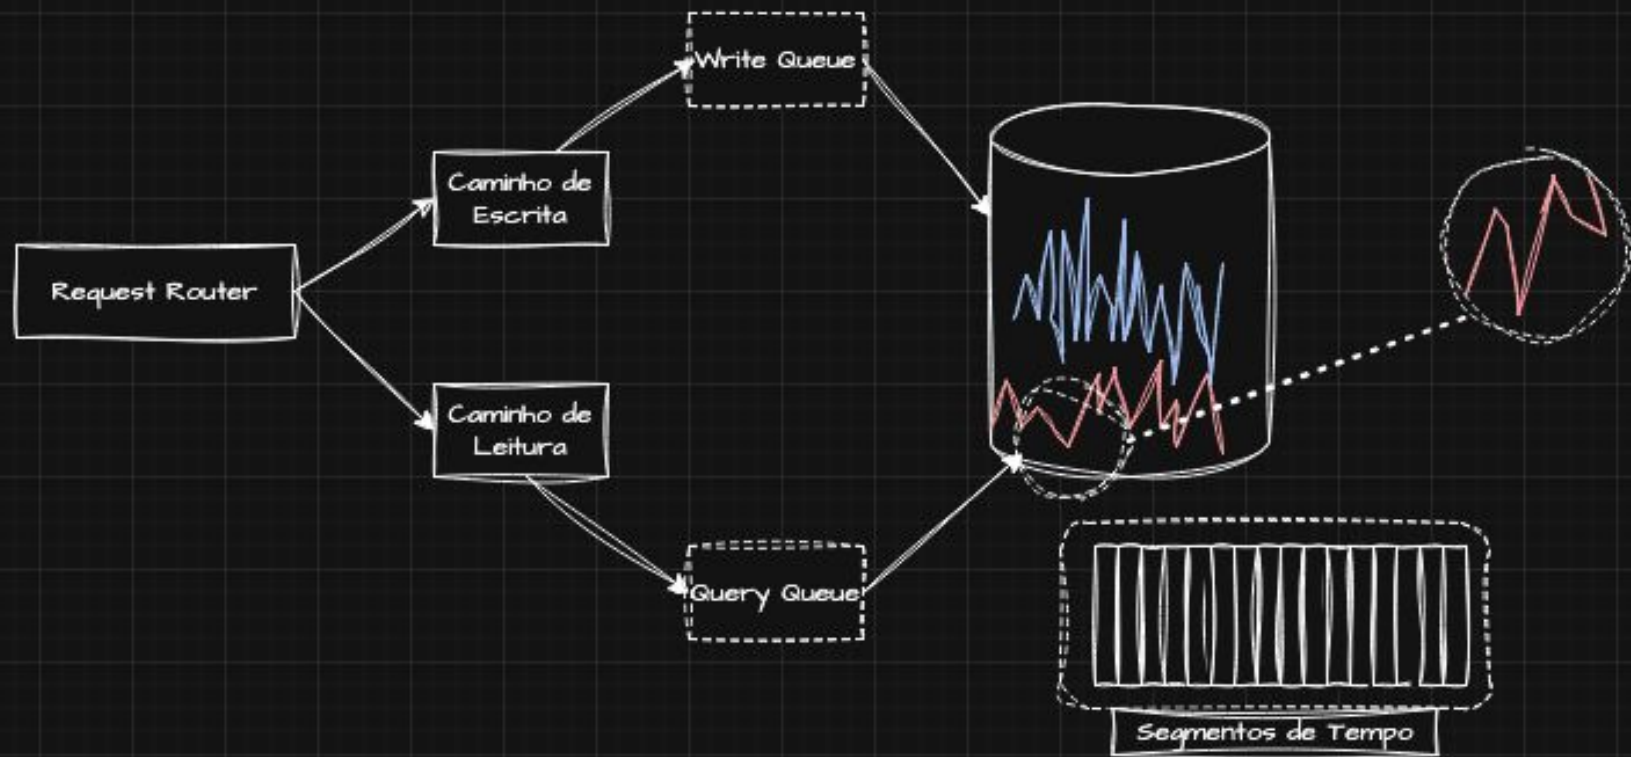 Write Queue
Caminho de
Escrita
Request Router
Caminho de
Leitura
Query Queue
Segmentos de Tempo